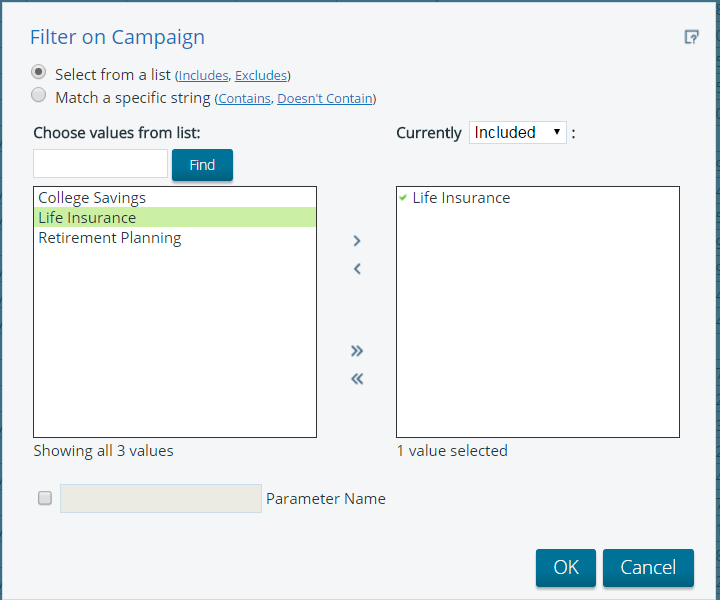 Filter on Campaign
Select from a list (Includes, Excludes)
Match a specific string (Contains, Doesn't Contain)
Choose values from list:
Find
College Savings
Life Insurance
Retirement Planning
Showing all 3 values
Currently Included :
Life Insurance
1 value selected
Parameter Name
OK
Cancel